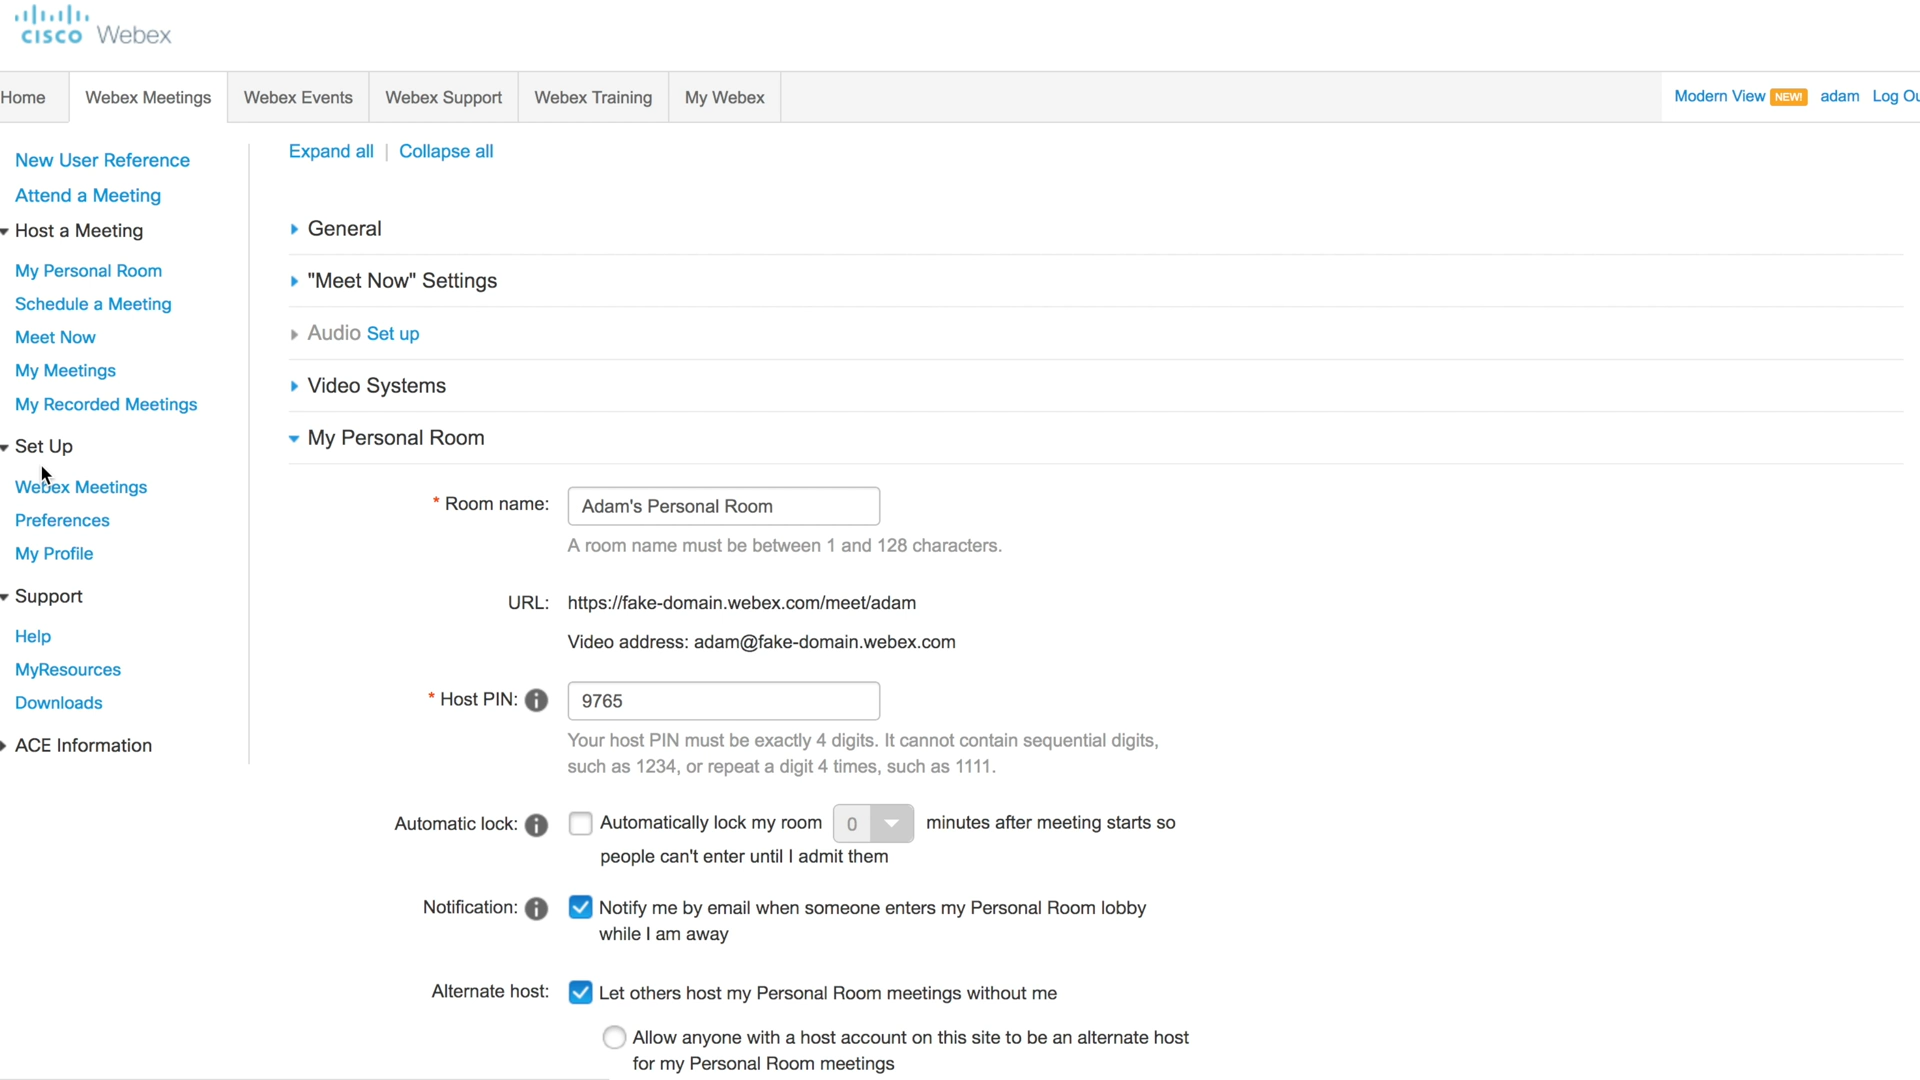 CISCO Webex
Home
Webex Meetings
Webex Events
Webex Support
Webex Training
My Webex
Modern View NEW! adam Log Ou
New User Reference
Attend a Meeting
Host a Meeting
My Personal Room
Schedule a Meeting
Meet Now
My Meetings
My Recorded Meetings
Set Up
Webex Meetings
Preferences
My Profile
Support
Help
MyResources
Downloads
ACE Information
Expand all | Collapse all
General
"Meet Now" Settings
Audio Set up
Video Systems
My Personal Room
* Room name: Adam's Personal Room
A room name must be between 1 and 128 characters.
URL: https://fake-domain.webex.com/meet/adam
Video address: adam@fake-domain.webex.com
* Host PIN: i 9765
Your host PIN must be exactly 4 digits. It cannot contain sequential digits,
such as 1234, or repeat a digit 4 times, such as 1111.
Automatic lock: i Automatically lock my room 0 minutes after meeting starts so
people can't enter until I admit them
Notification: i Notify me by email when someone enters my Personal Room lobby
while I am away
Alternate host: Let others host my Personal Room meetings without me
Allow anyone with a host account on this site to be an alternate host
for my Personal Room meetings